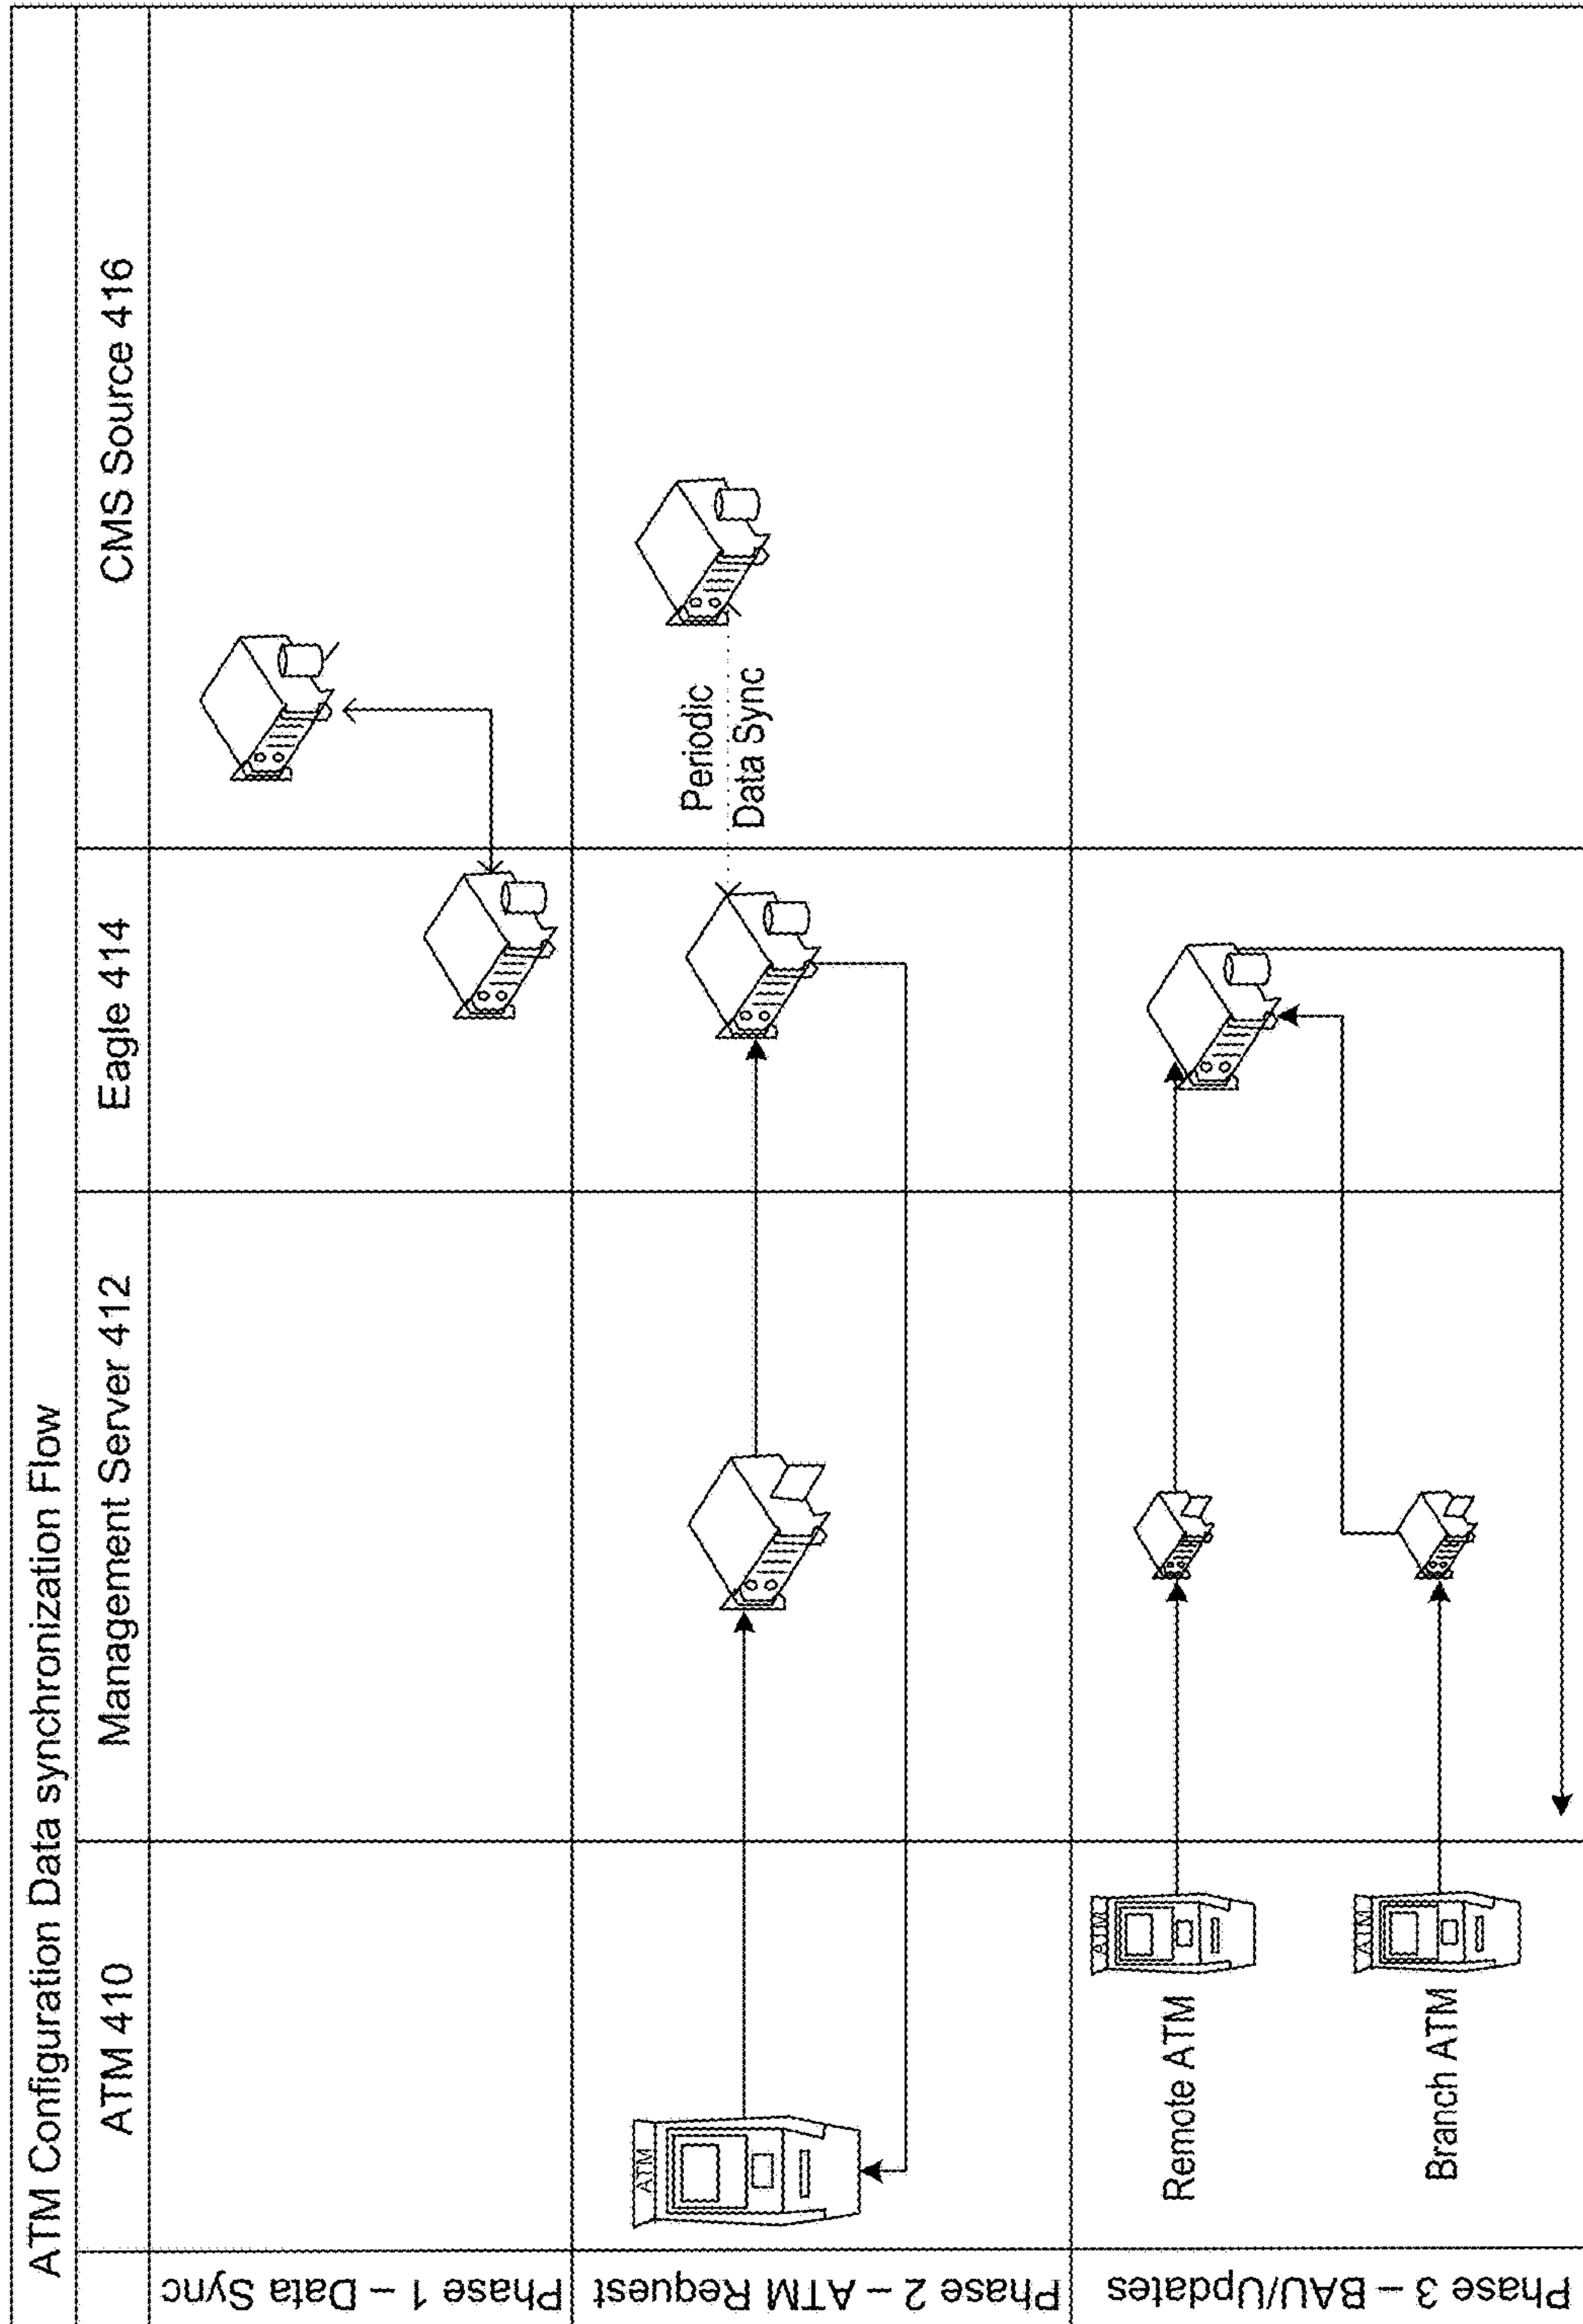 ATM Configuration Data synchronization Flow
ATM 410
Management Server 412
Eagle 414
CMS Source 416
Phase 1 – Data Sync
Phase 2 – ATM Request
ATM
Periodic
Data Sync
Phase 3 – BAU/Updates
Remote ATM
ATM
Branch ATM
ATM